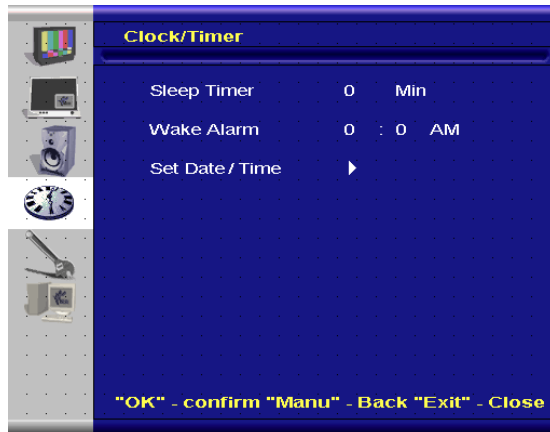 Clock/Timer
Sleep Timer 0 Min
Wake Alarm 0 : 0 AM
Set Date / Time
"OK" - confirm "Manu" - Back "Exit" - Close